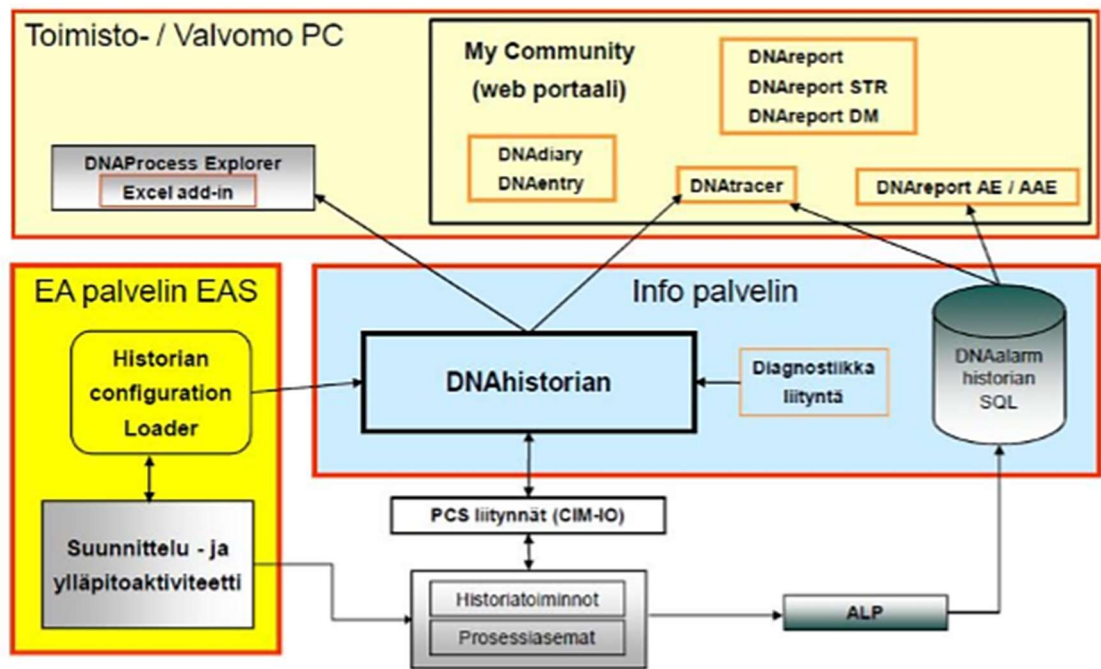 Toimisto- / Valvomo PC
My Community
(web portaali)
DNAreport
DNAreport STR
DNAreport DM
DNAProcess Explorer
Excel add-in
DNAdiary
DNAentry
DNAtracer
DNAreport AE / AAE
EA palvelin EAS
Info palvelin
Historian
configuration
Loader
DNAhistorian
Diagnostiikka
liityntä
DNAalarm
historian
SQL
PCS liitynnät (CIM-IO)
Suunnittelu - ja
ylläpitoaktiviteetti
Historiatoiminnot
Prosessiasemat
ALP